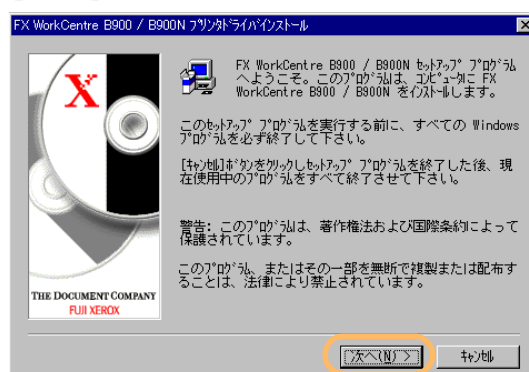 FX WorkCentre B900 / B900N ﾌﾟﾘﾝﾀﾄﾞﾗｲﾊﾞｲﾝｽﾄｰﾙ
FX WorkCentre B900 / B900N ｾｯﾄｱｯﾌﾟ ﾌﾟﾛｸﾞﾗﾑ
へようこそ。このﾌﾟﾛｸﾞﾗﾑは、ｺﾝﾋﾟｭｰﾀに FX
WorkCentre B900 / B900N をｲﾝｽﾄｰﾙします。
このｾｯﾄｱｯﾌﾟ ﾌﾟﾛｸﾞﾗﾑを実行する前に、すべての Windows
ﾌﾟﾛｸﾞﾗﾑを必ず終了して下さい。
[ｷｬﾝｾﾙ]ﾎﾞﾀﾝをｸﾘｯｸしｾｯﾄｱｯﾌﾟ ﾌﾟﾛｸﾞﾗﾑを終了した後、現
在使用中のﾌﾟﾛｸﾞﾗﾑをすべて終了させて下さい。
警告: このﾌﾟﾛｸﾞﾗﾑは、著作権法および国際条約によって
保護されています。
このﾌﾟﾛｸﾞﾗﾑ、またはその一部を無断で複製または配布す
ることは、法律により禁止されています。
X
THE DOCUMENT COMPANY
FUJI XEROX
次へ(N) >
ｷｬﾝｾﾙ